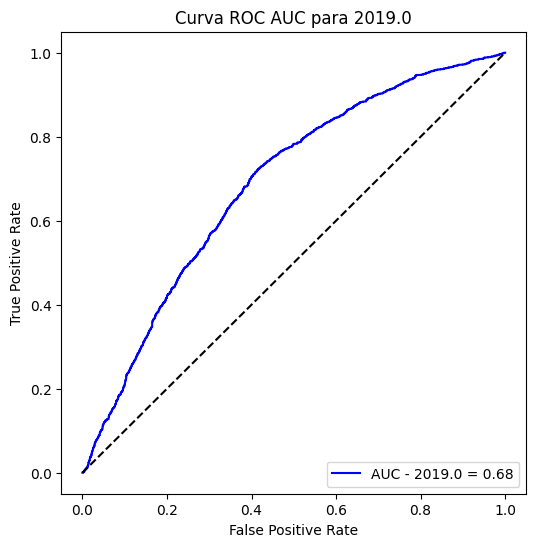 Curva ROC AUC para 2019.0
1.0
0.8
0.6
0.4
0.2
0.0
True Positive Rate
AUC - 2019.0 = 0.68
0.0 0.2 0.4 0.6 0.8 1.0
False Positive Rate